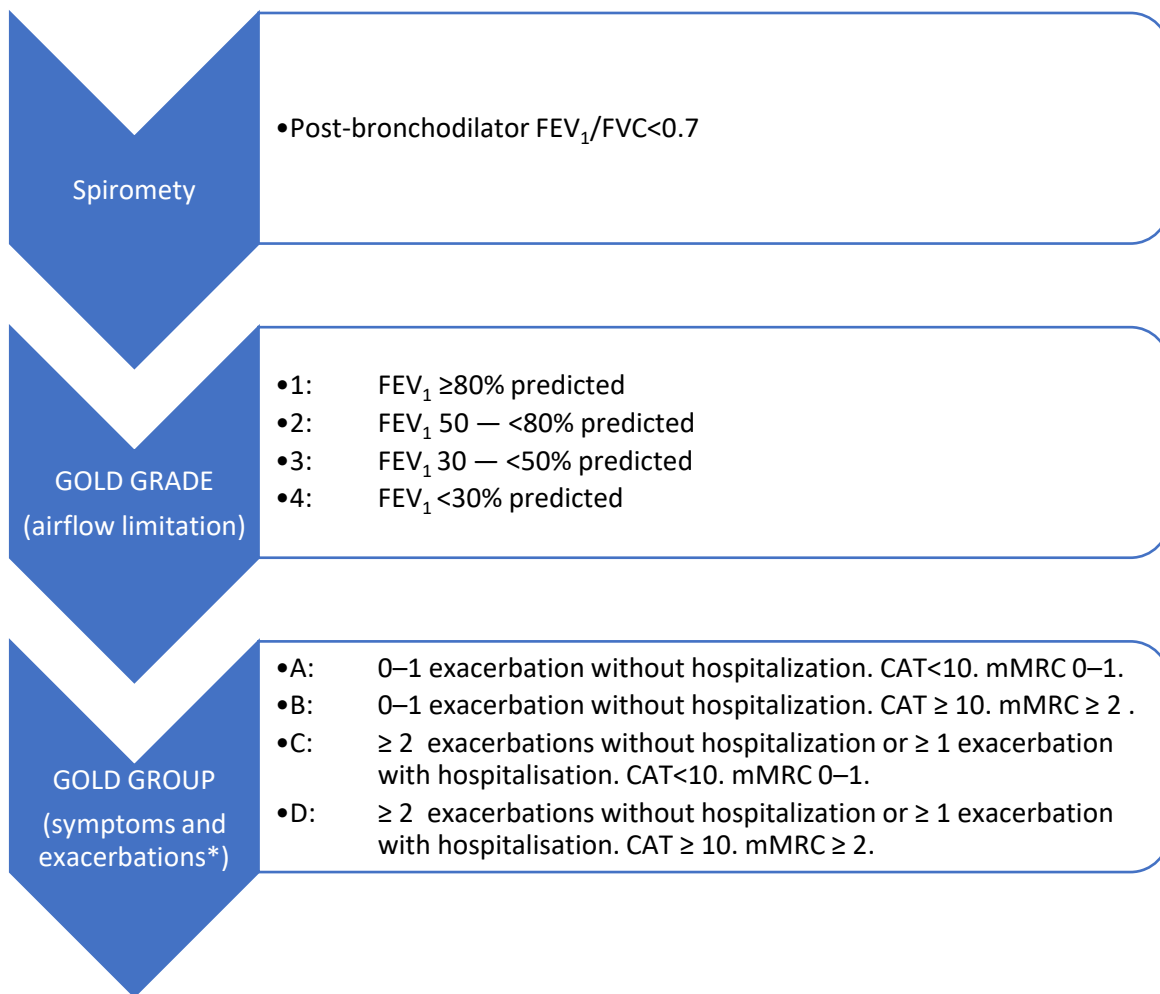 Spiromety
•Post-bronchodilator FEV₁/FVC<0.7
GOLD GRADE
(airflow limitation)
•1: FEV₁ ≥80% predicted
•2: FEV₁ 50 — <80% predicted
•3: FEV₁ 30 — <50% predicted
•4: FEV₁ <30% predicted
GOLD GROUP
(symptoms and
exacerbations*)
•A: 0–1 exacerbation without hospitalization. CAT<10. mMRC 0–1.
•B: 0–1 exacerbation without hospitalization. CAT ≥ 10. mMRC ≥ 2 .
•C: ≥ 2 exacerbations without hospitalization or ≥ 1 exacerbation
with hospitalisation. CAT<10. mMRC 0–1.
•D: ≥ 2 exacerbations without hospitalization or ≥ 1 exacerbation
with hospitalisation. CAT ≥ 10. mMRC ≥ 2.